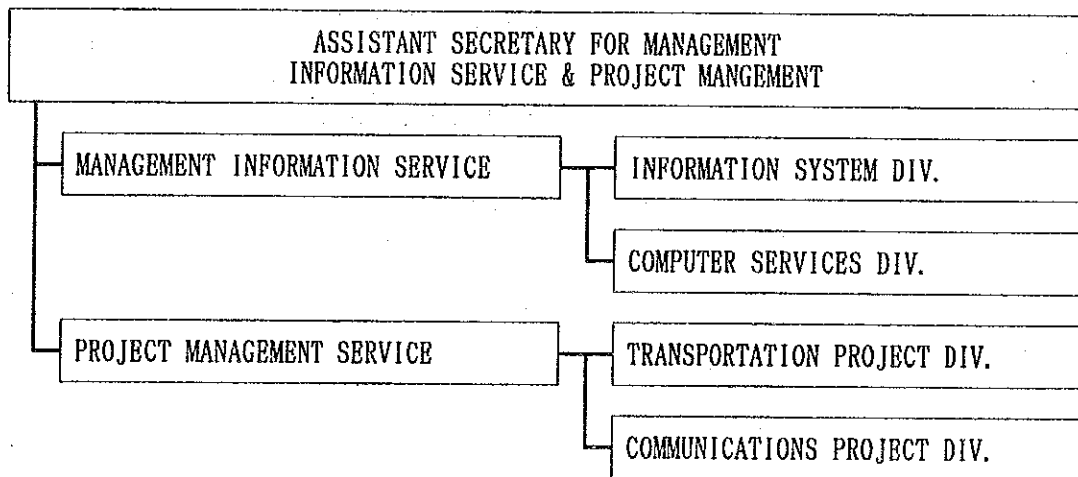 ASSISTANT SECRETARY FOR MANAGEMENT
INFORMATION SERVICE & PROJECT MANGEMENT
MANAGEMENT INFORMATION SERVICE
INFORMATION SYSTEM DIV.
COMPUTER SERVICES DIV.
PROJECT MANAGEMENT SERVICE
TRANSPORTATION PROJECT DIV.
COMMUNICATIONS PROJECT DIV.